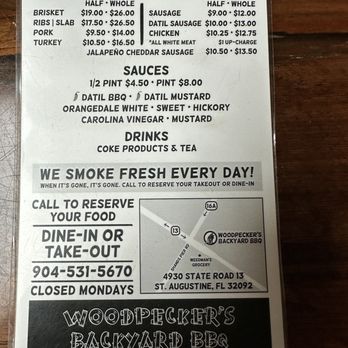 HALF • WHOLE
BRISKET $19.00 • $26.00
RIBS | SLAB $17.50 • $26.50
PORK $9.50 • $14.00
TURKEY $10.50 • $16.50
HALF • WHOLE
SAUSAGE $9.00 • $12.00
DATIL SAUSAGE $10.00 • $13.00
CHICKEN $10.25 • $12.75
*ALL WHITE MEAT $1 UP-CHARGE
JALAPEÑO CHEDDAR SAUSAGE $10.50 • $13.50
SAUCES
1/2 PINT $4.50 • PINT $8.00
DATIL BBQ • DATIL MUSTARD
ORANGEDALE WHITE • SWEET • HICKORY
CAROLINA VINEGAR • MUSTARD
DRINKS
COKE PRODUCTS & TEA
WE SMOKE FRESH EVERY DAY!
WHEN IT'S GONE, IT'S GONE. CALL TO RESERVE YOUR TAKEOUT OR DINE-IN
CALL TO RESERVE
YOUR FOOD
DINE-IN OR
TAKE-OUT
904-531-5670
CLOSED MONDAYS
16A
13
WOODPECKER'S
BACKYARD BBQ
WEEDMAN'S
GROCERY
4930 STATE ROAD 13
ST. AUGUSTINE, FL 32092
WOODPECKER'S
BACKYARD BBQ